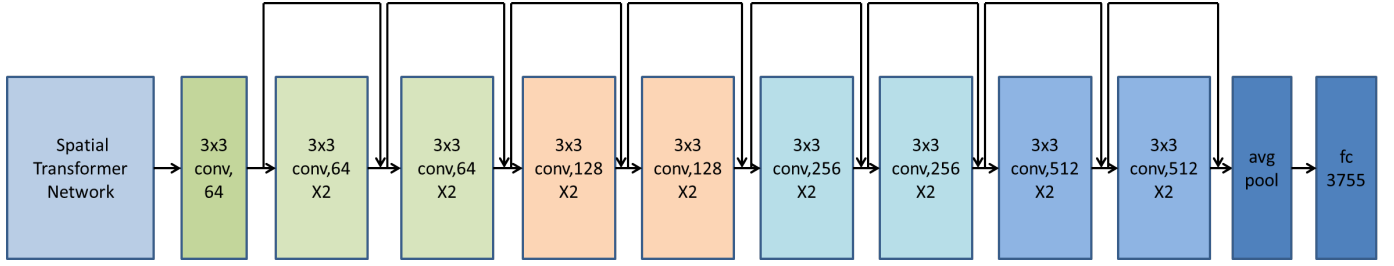 Spatial
Transformer
Network
3x3
conv,
64
3x3
conv,64
X2
3x3
conv,64
X2
3x3
conv,128
X2
3x3
conv,128
X2
3x3
conv,256
X2
3x3
conv,256
X2
3x3
conv,512
X2
3x3
conv,512
X2
avg
pool
fc
3755